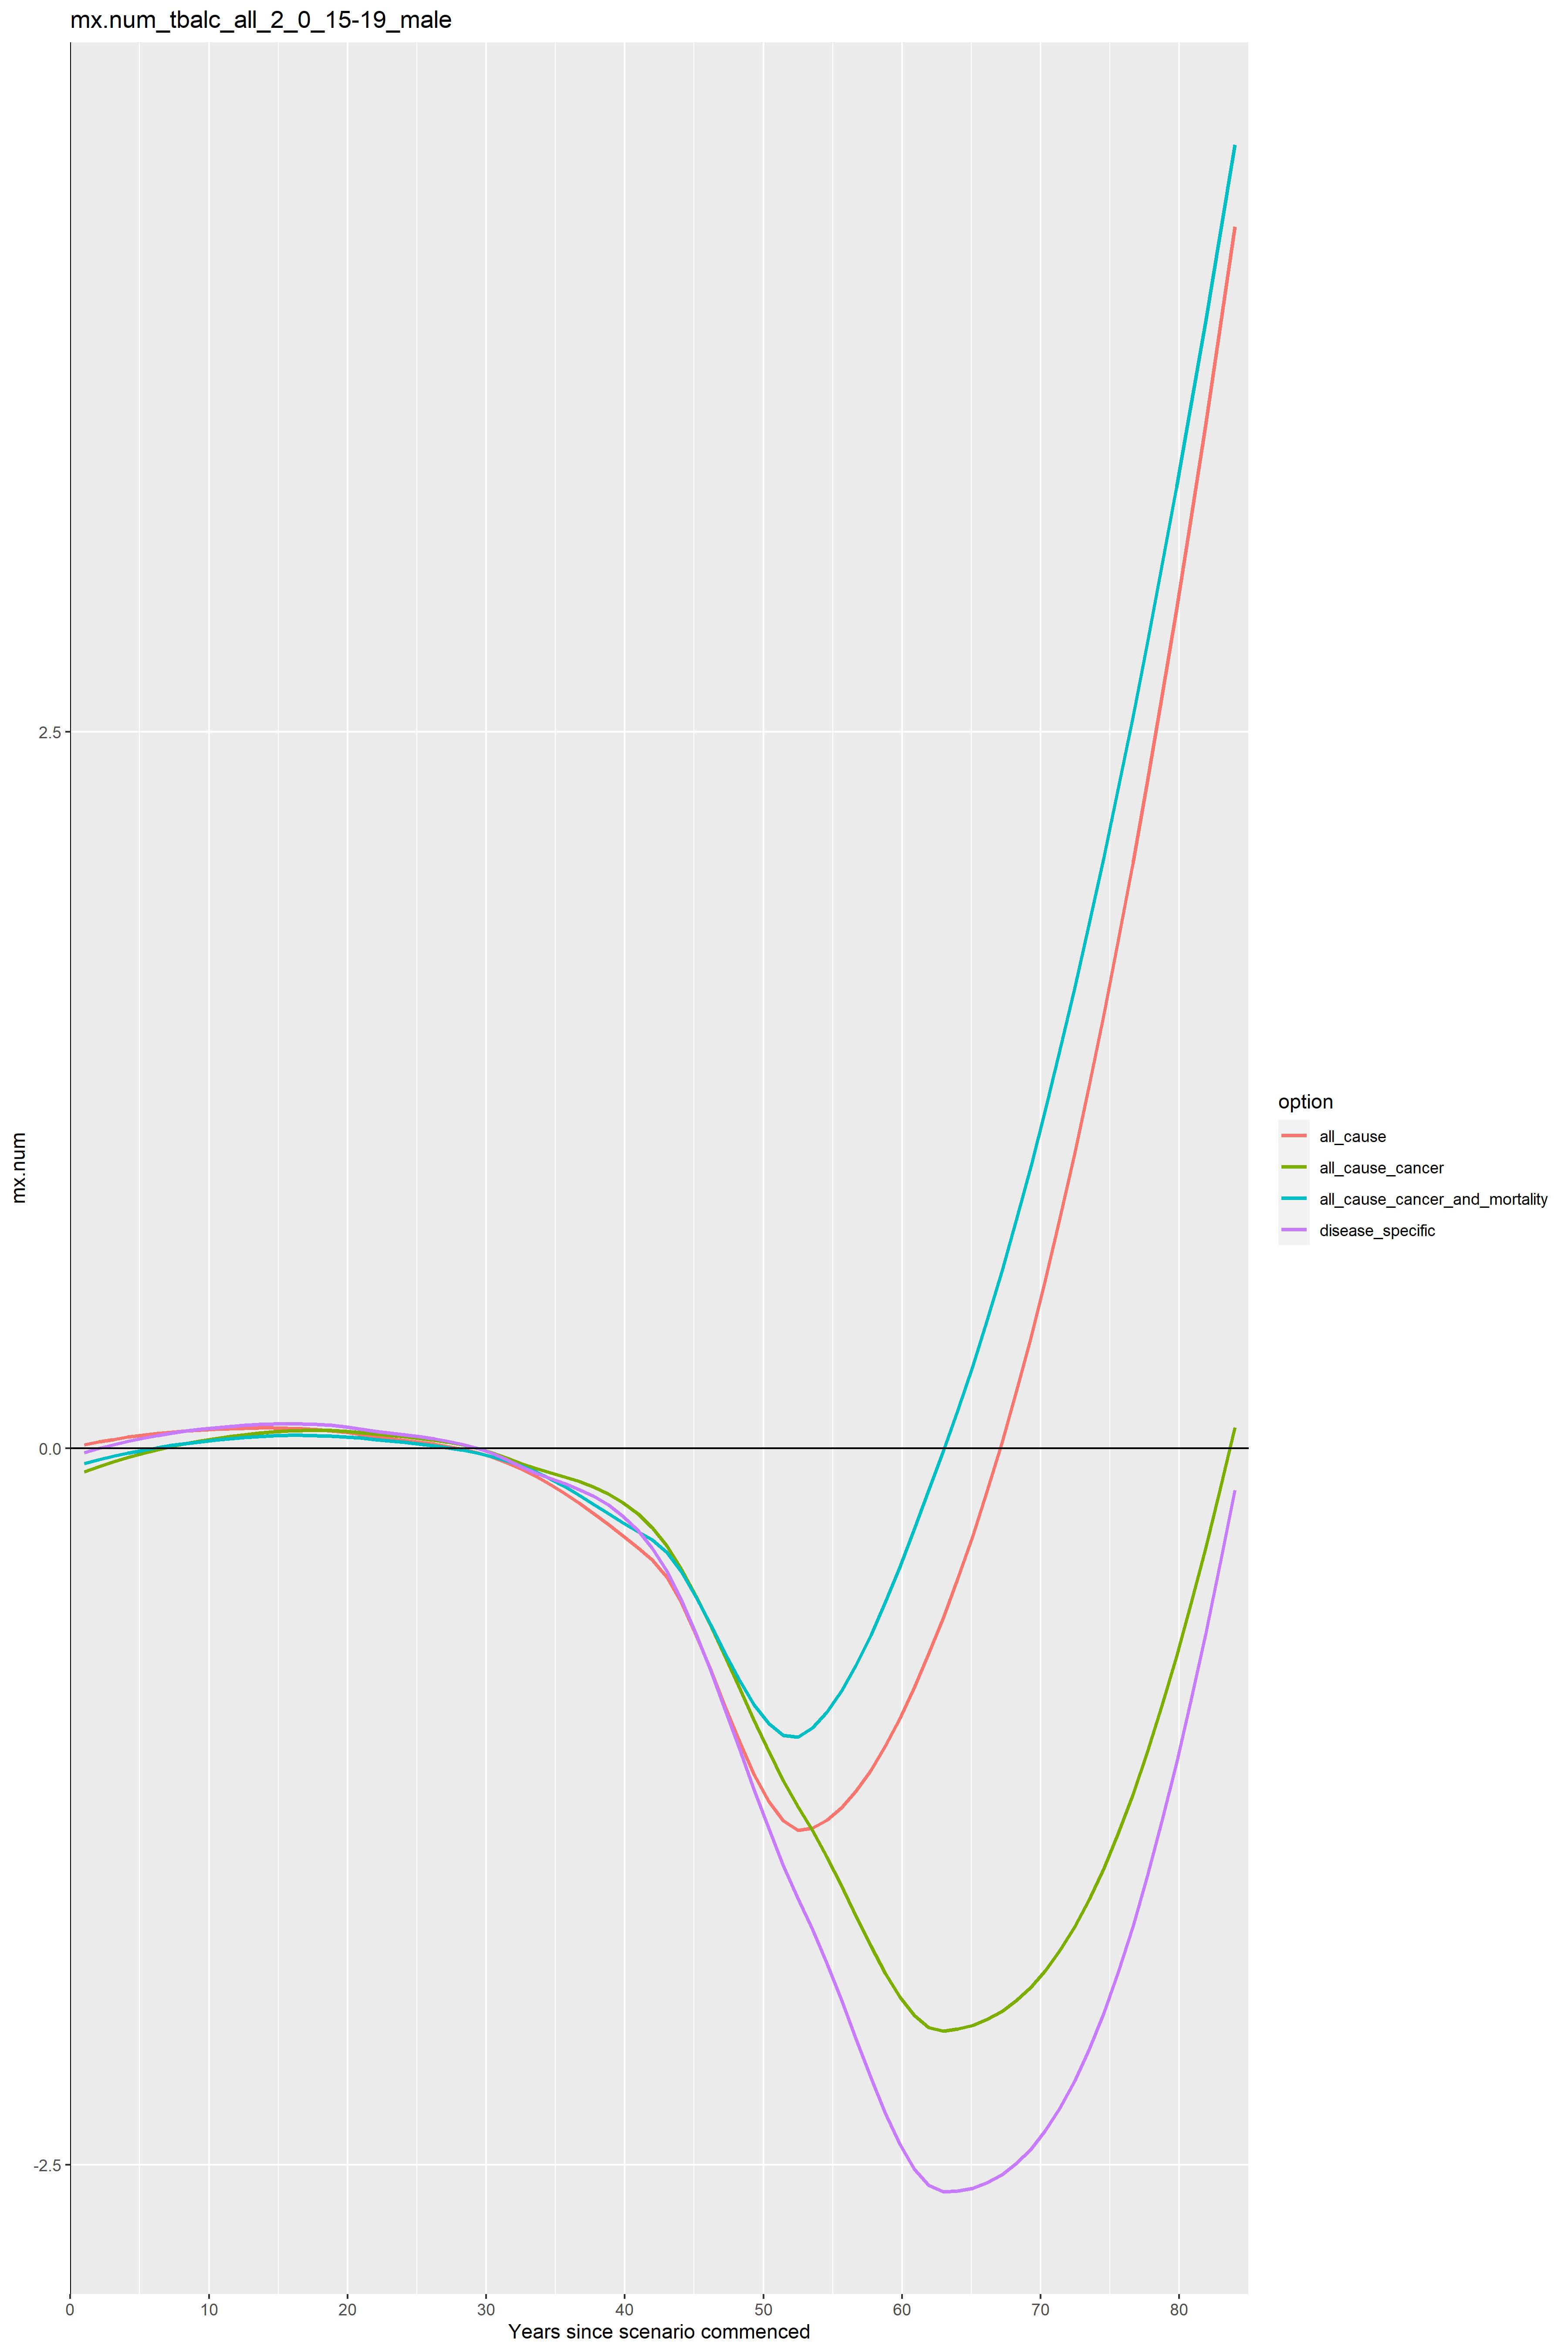 mx.num_tbalc_all_2_0_15-19_male
mx.num
2.5
0.0
-2.5
0 10 20 30 40 50 60 70 80
Years since scenario commenced
option
all_cause
all_cause_cancer
all_cause_cancer_and_mortality
disease_specific